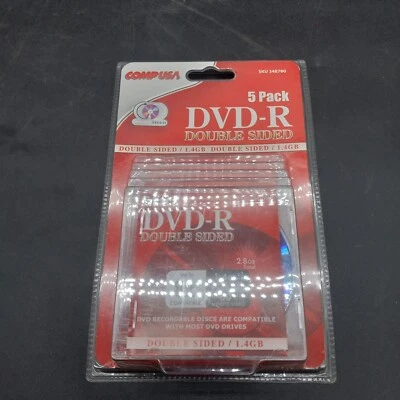 COMPUSA
SKU 348790
5 Pack
DVD-R
DOUBLE SIDED
DOUBLE SIDED / 1.4GB DOUBLE SIDED / 1.4GB
DVD-R
DOUBLE SIDED
DVD RECORDABLE DISCS ARE COMPATIBLE
WITH MOST DVD DRIVES
DOUBLE SIDED / 1.4GB